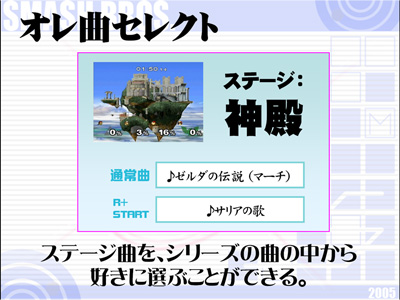 SMASH BROS.
オレ曲セレクト
01:50
ステージ：
神殿
0% 3% 16% 0%
通常曲 ♪ゼルダの伝説（マーチ）
R+
START ♪サリアの歌
ステージ曲を、シリーズの曲の中から
好きに選ぶことができる。
2005